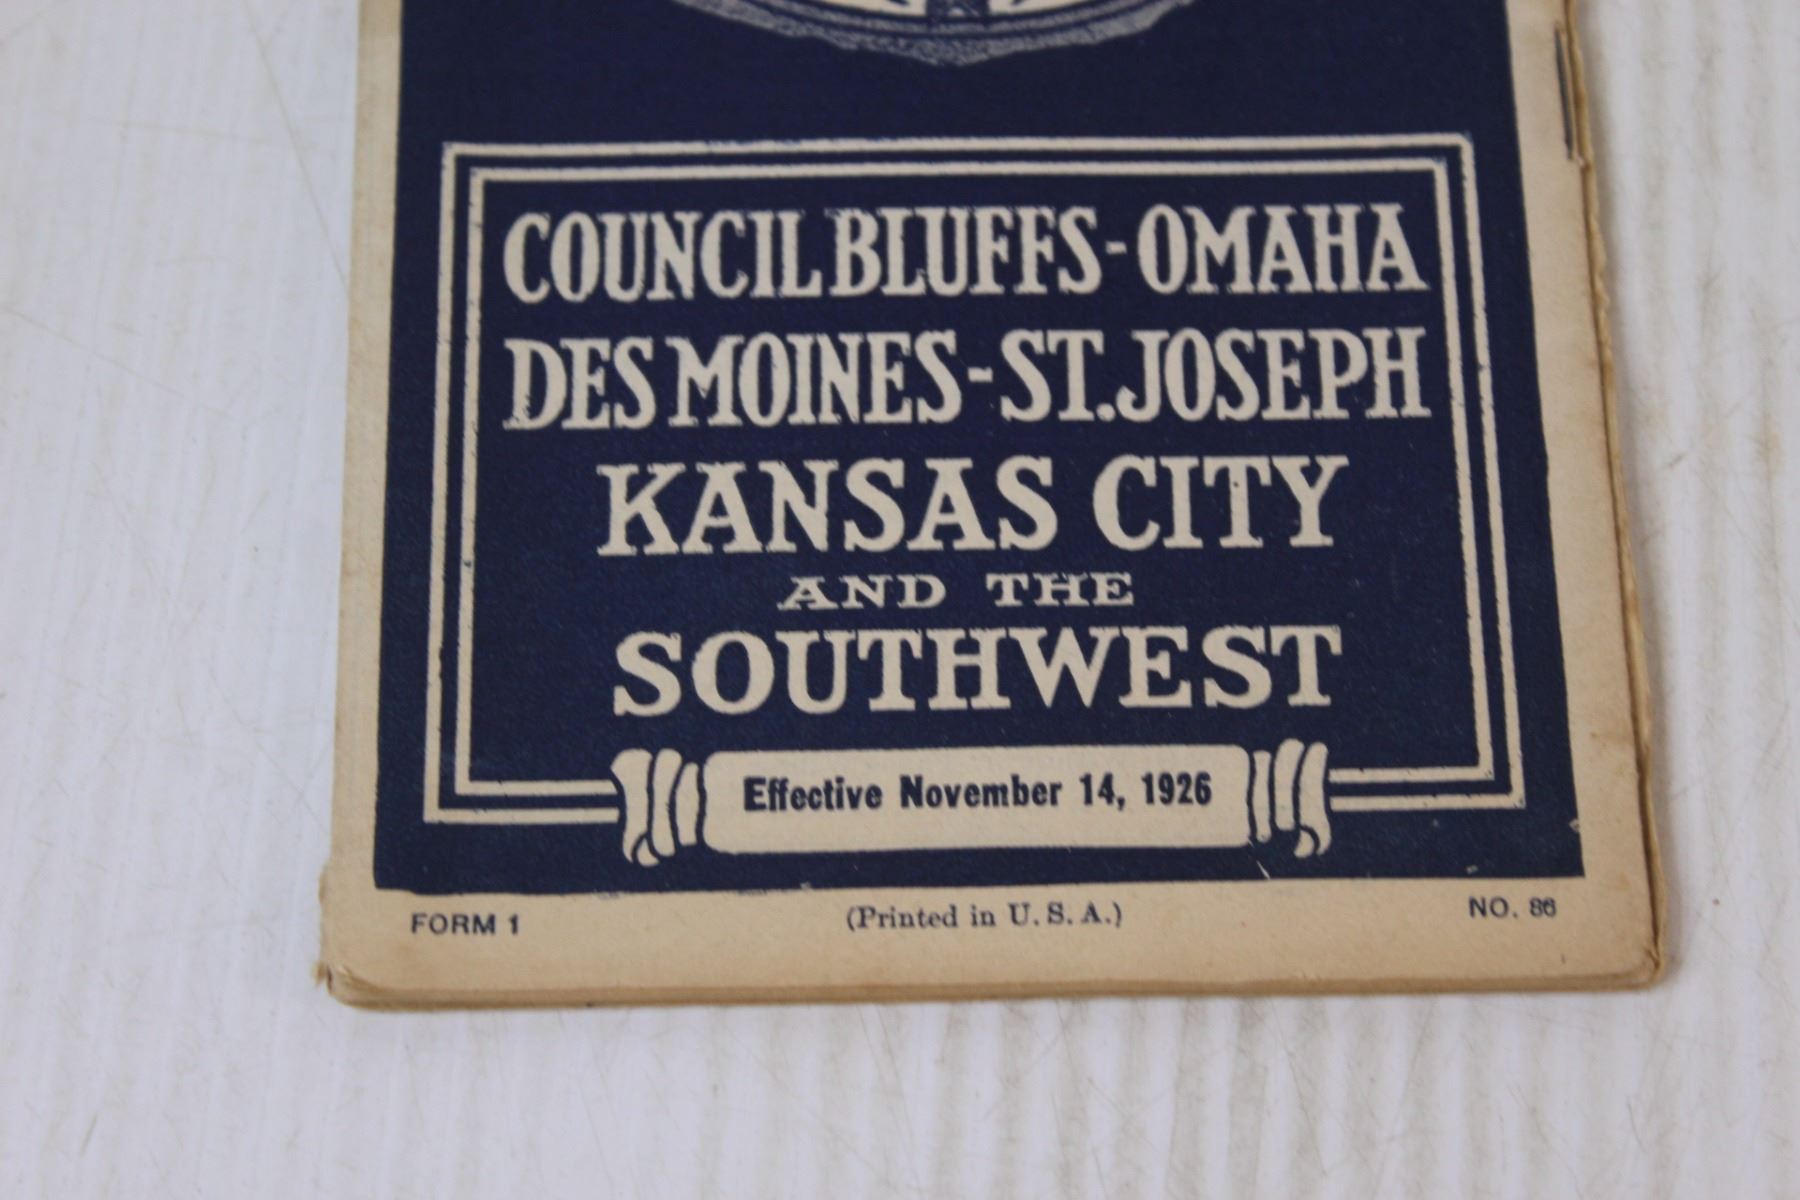 COUNCIL BLUFFS-OMAHA
DES MOINES-ST. JOSEPH
KANSAS CITY
AND THE
SOUTHWEST
Effective November 14, 1926
FORM 1 (Printed in U. S. A.) NO. 86